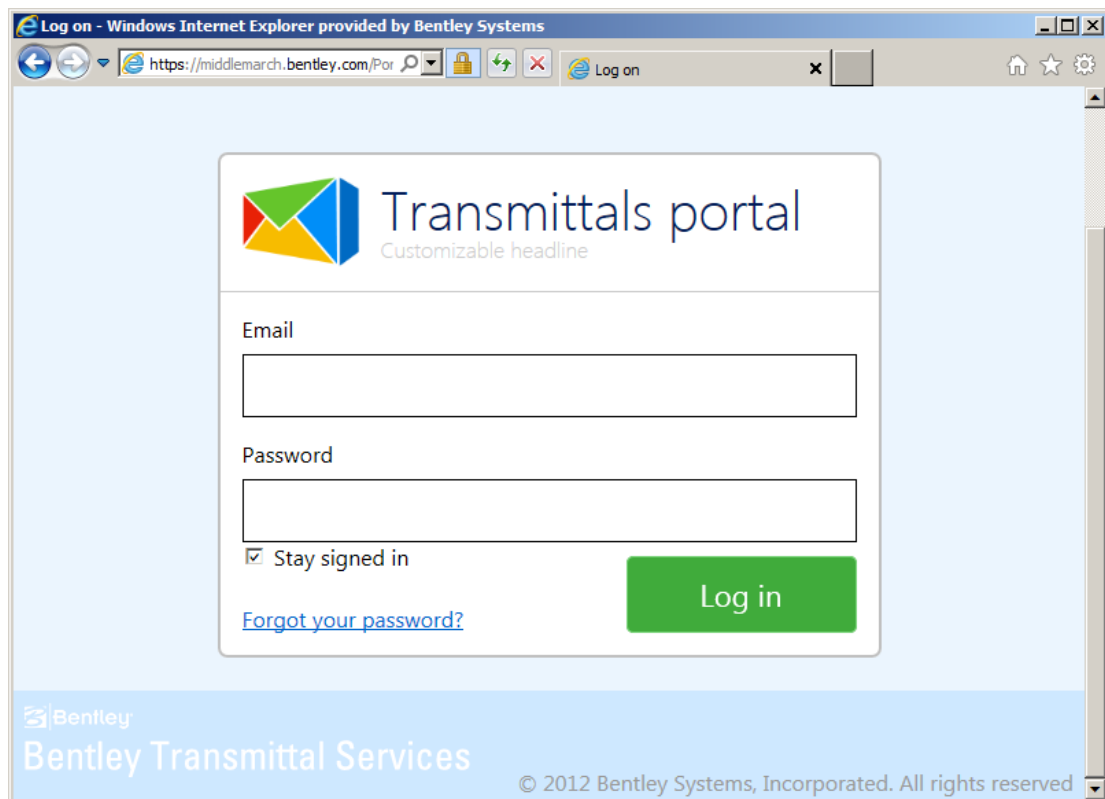 Log on - Windows Internet Explorer provided by Bentley Systems
https://middlemarch.bentley.com/Por
Log on
Transmittals portal
Customizable headline
Email
Password
Stay signed in
Log in
Forgot your password?
Bentley
Bentley Transmittal Services
© 2012 Bentley Systems, Incorporated. All rights reserved